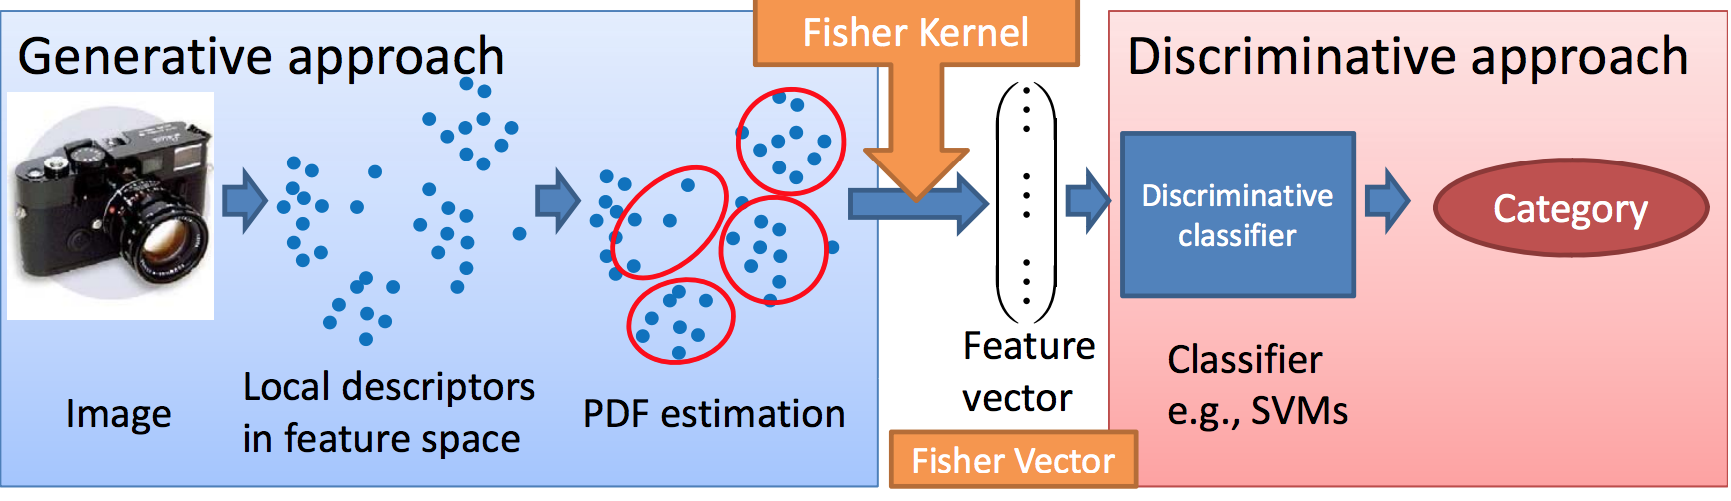 Generative approach
Fisher Kernel
Discriminative approach
Discriminative
classifier
Category
Image
Local descriptors
in feature space
PDF estimation
Feature
vector
Fisher Vector
Classifier
e.g., SVMs